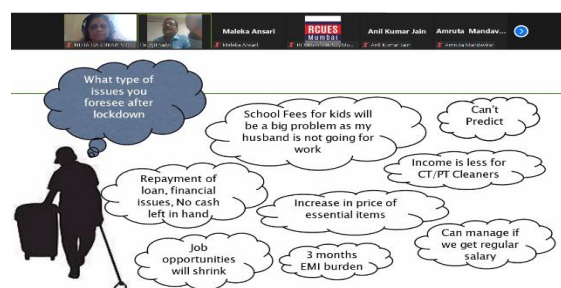 Maleka Ansari
RCUES
Mumbai
Anil Kumar Jain
Amruta Mandav...
Maleka Ansari
Anil Kumar Jain
Amruta Mandavkar
What type of
issues you
foresee after
lockdown
School Fees for kids will
be a big problem as my
husband is not going for
work
Can't
Predict
Income is less for
CT/PT Cleaners
Repayment of
loan, financial
issues, No cash
left in hand,
Increase in price of
essential items
Can manage if
we get regular
salary
Job
opportunities
will shrink
3 months
EMI burden